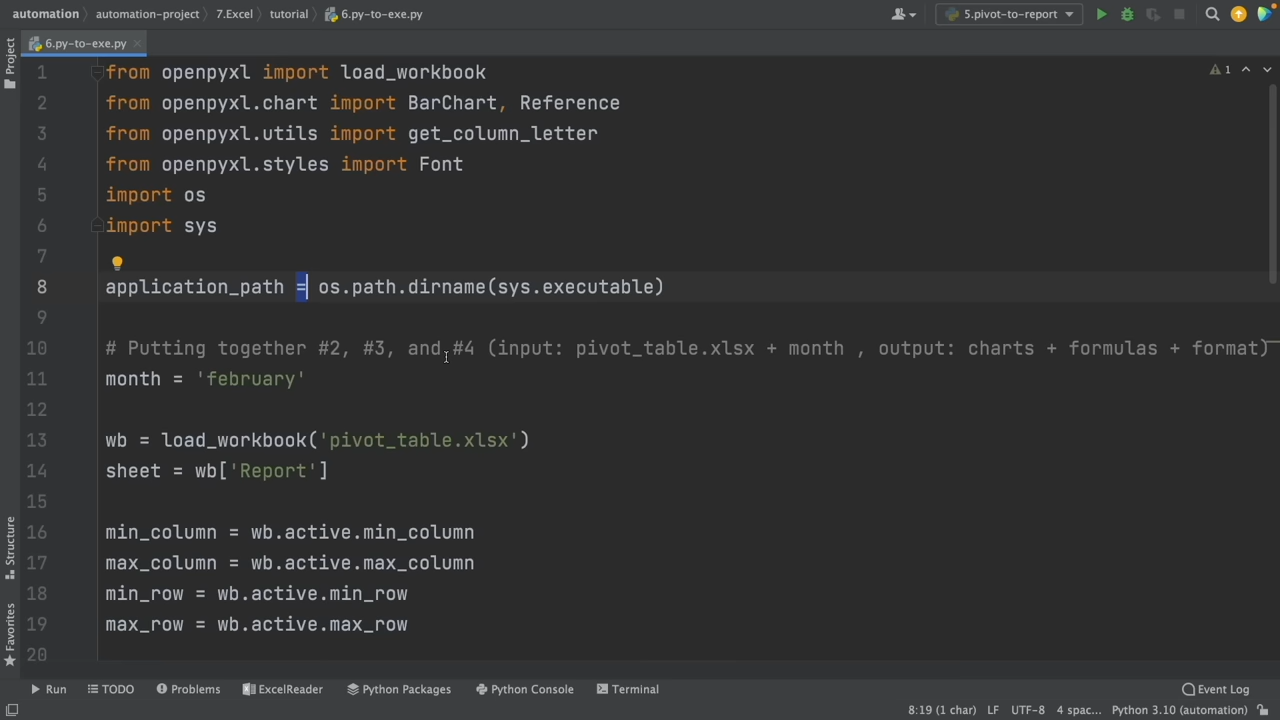 automation automation-project 7.Excel tutorial 6.py-to-exe.py 5.pivot-to-report
6.py-to-exe.py
Project
1 from openpyxl import load_workbook 1
2 from openpyxl.chart import BarChart, Reference
3 from openpyxl.utils import get_column_letter
4 from openpyxl.styles import Font
5 import os
6 import sys
7
8 application_path = os.path.dirname(sys.executable)
9
10 # Putting together #2, #3, and #4 (input: pivot_table.xlsx + month , output: charts + formulas + format)
11 month = 'february'
12
13 wb = load_workbook('pivot_table.xlsx')
14 sheet = wb['Report']
15
16 min_column = wb.active.min_column
17 max_column = wb.active.max_column
18 min_row = wb.active.min_row
19 max_row = wb.active.max_row
20
Structure
Favorites
Run TODO Problems ExcelReader Python Packages Python Console Terminal Event Log
8:19 (1 char) LF UTF-8 4 spac... Python 3.10 (automation)